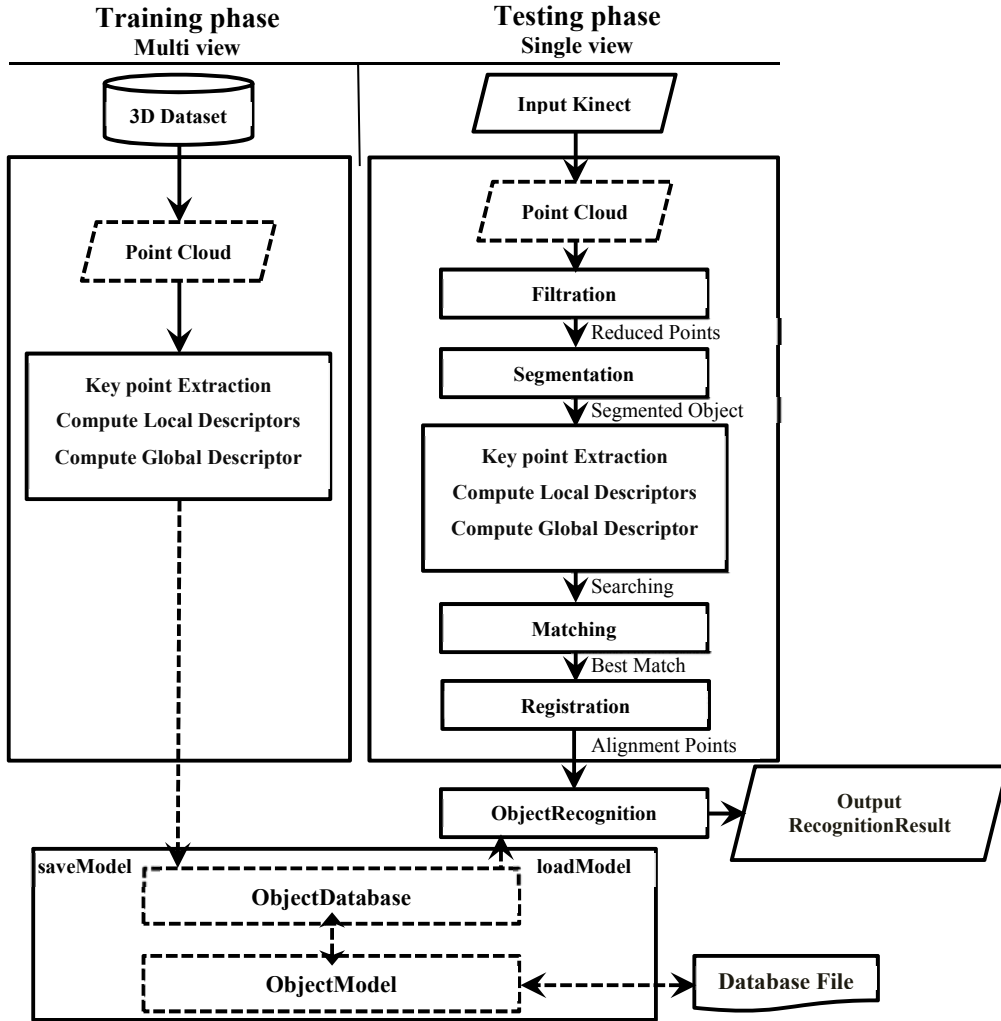 Training phase
Multi view
Testing phase
Single view
3D Dataset
Point Cloud
Key point Extraction
Compute Local Descriptors
Compute Global Descriptor
Input Kinect
Point Cloud
Filtration
Reduced Points
Segmentation
Segmented Object
Key point Extraction
Compute Local Descriptors
Compute Global Descriptor
Searching
Matching
Best Match
Registration
Alignment Points
ObjectRecognition
Output
RecognitionResult
saveModel
loadModel
ObjectDatabase
ObjectModel
Database File